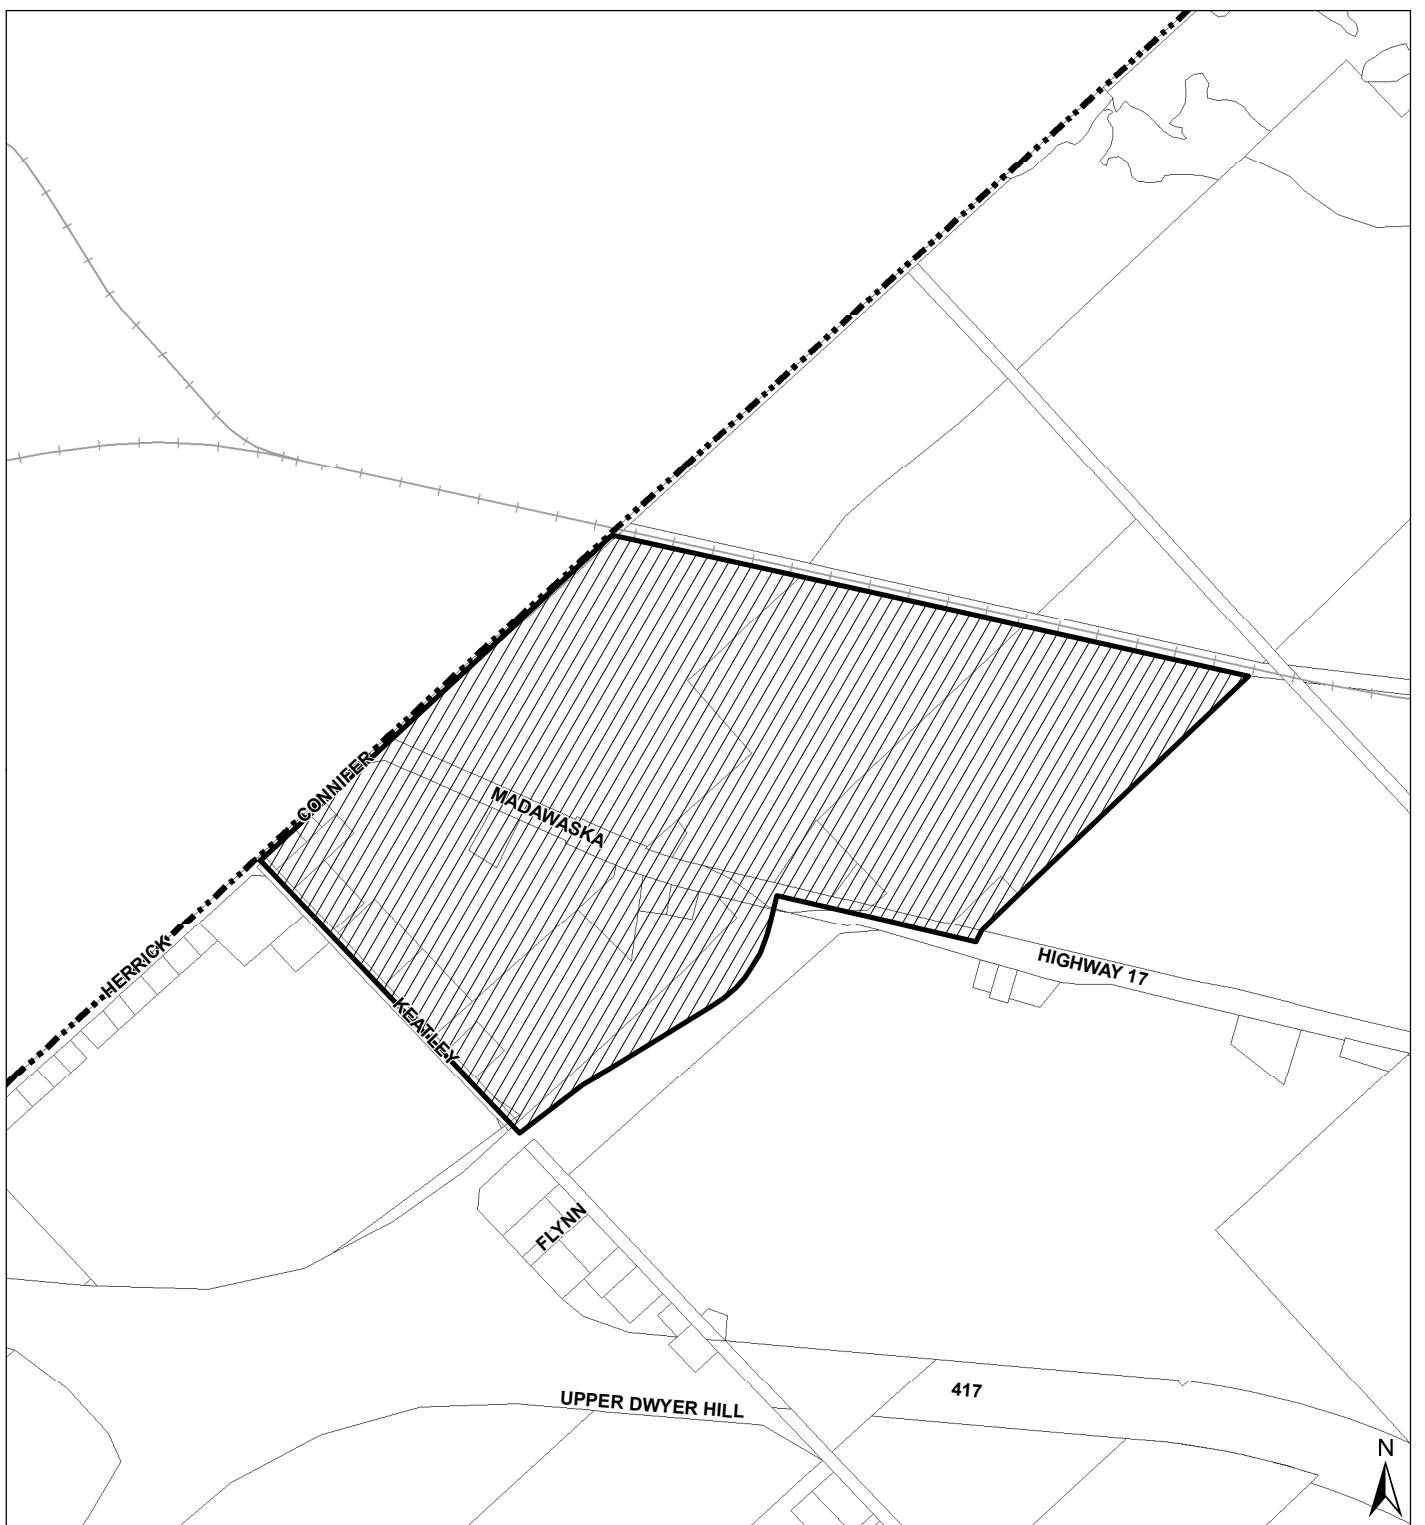 CONNIFER
MADAWASKA
HERRICK
HIGHWAY 17
KEATLEY
FLYNN
UPPER DWYER HILL
417
N